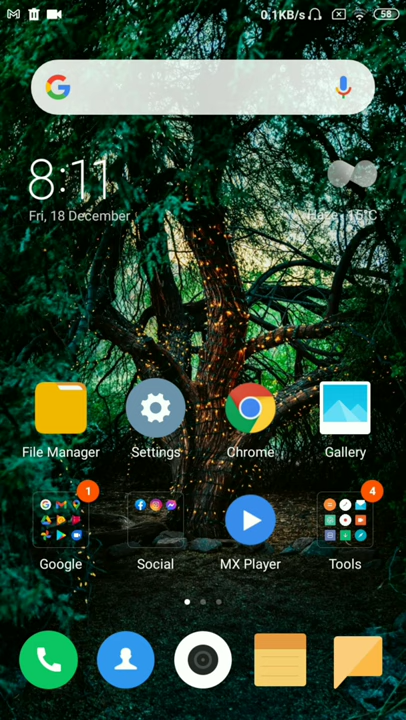 0.1KB/s 58
8:11
Fri, 18 December
Haze 15°C
File Manager Settings Chrome Gallery
1 4
Google Social MX Player Tools